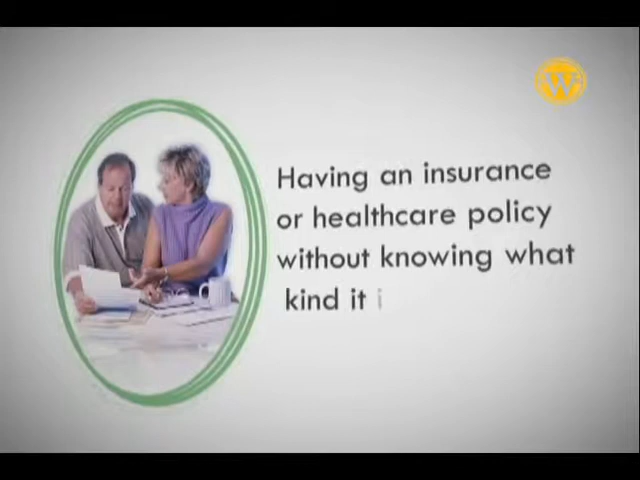 W
Having an insurance
or healthcare policy
without knowing what
kind it i